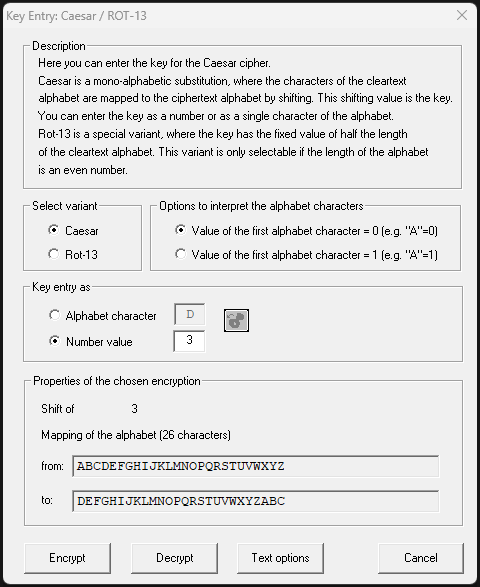 Key Entry: Caesar / ROT-13
Description
Here you can enter the key for the Caesar cipher.
Caesar is a mono-alphabetic substitution, where the characters of the cleartext
alphabet are mapped to the ciphertext alphabet by shifting. This shifting value is the key.
You can enter the key as a number or as a single character of the alphabet.
Rot-13 is a special variant, where the key has the fixed value of half the length
of the cleartext alphabet. This variant is only selectable if the length of the alphabet
is an even number.
Select variant
Caesar
Rot-13
Options to interpret the alphabet characters
Value of the first alphabet character = 0 (e.g. "A"=0)
Value of the first alphabet character = 1 (e.g. "A"=1)
Key entry as
Alphabet character D
Number value 3
Properties of the chosen encryption
Shift of 3
Mapping of the alphabet (26 characters)
from: ABCDEFGHIJKLMNOPQRSTUVWXYZ
to: DEFGHIJKLMNOPQRSTUVWXYZABC
Encrypt Decrypt Text options Cancel